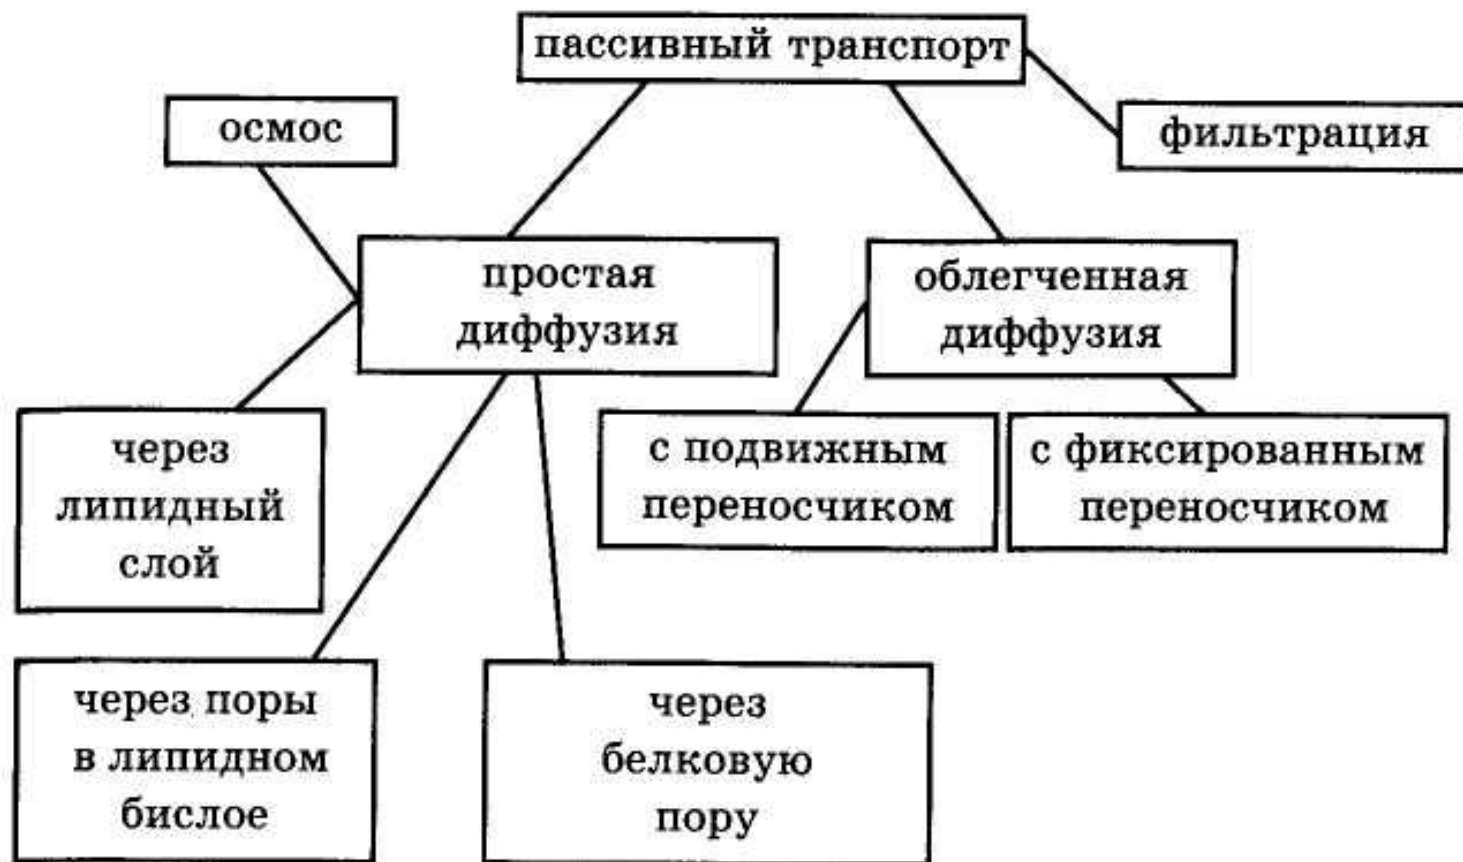 пассивный транспорт
осмос
фильтрация
простая
диффузия
облегченная
диффузия
через
липидный
слой
с подвижным
переносчиком
с фиксированным
переносчиком
через поры
в липидном
бислое
через
белковую
пору